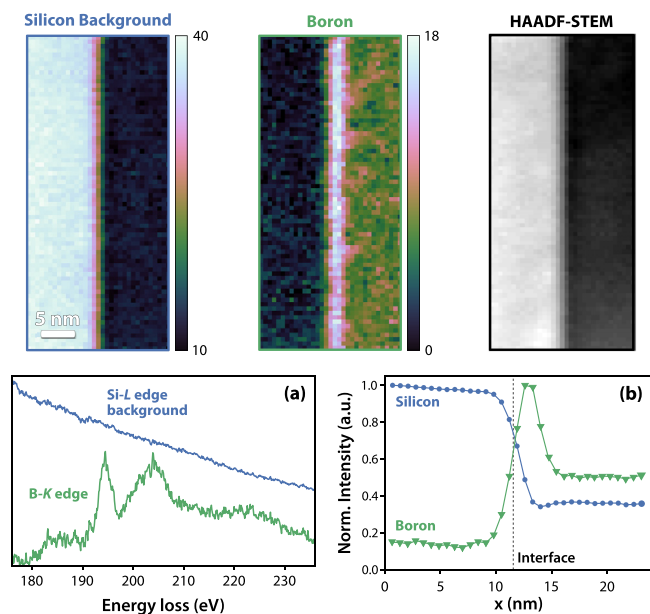 Silicon Background
Boron
HAADF-STEM
40
10
18
0
5 nm
(a)
Si-L edge
background
B-K edge
180 190 200 210 220 230
Energy loss (eV)
(b)
Norm. Intensity (a.u.)
1.0
0.8
0.6
0.4
0.2
0.0
Silicon
Boron
Interface
0 5 10 15 20
x (nm)